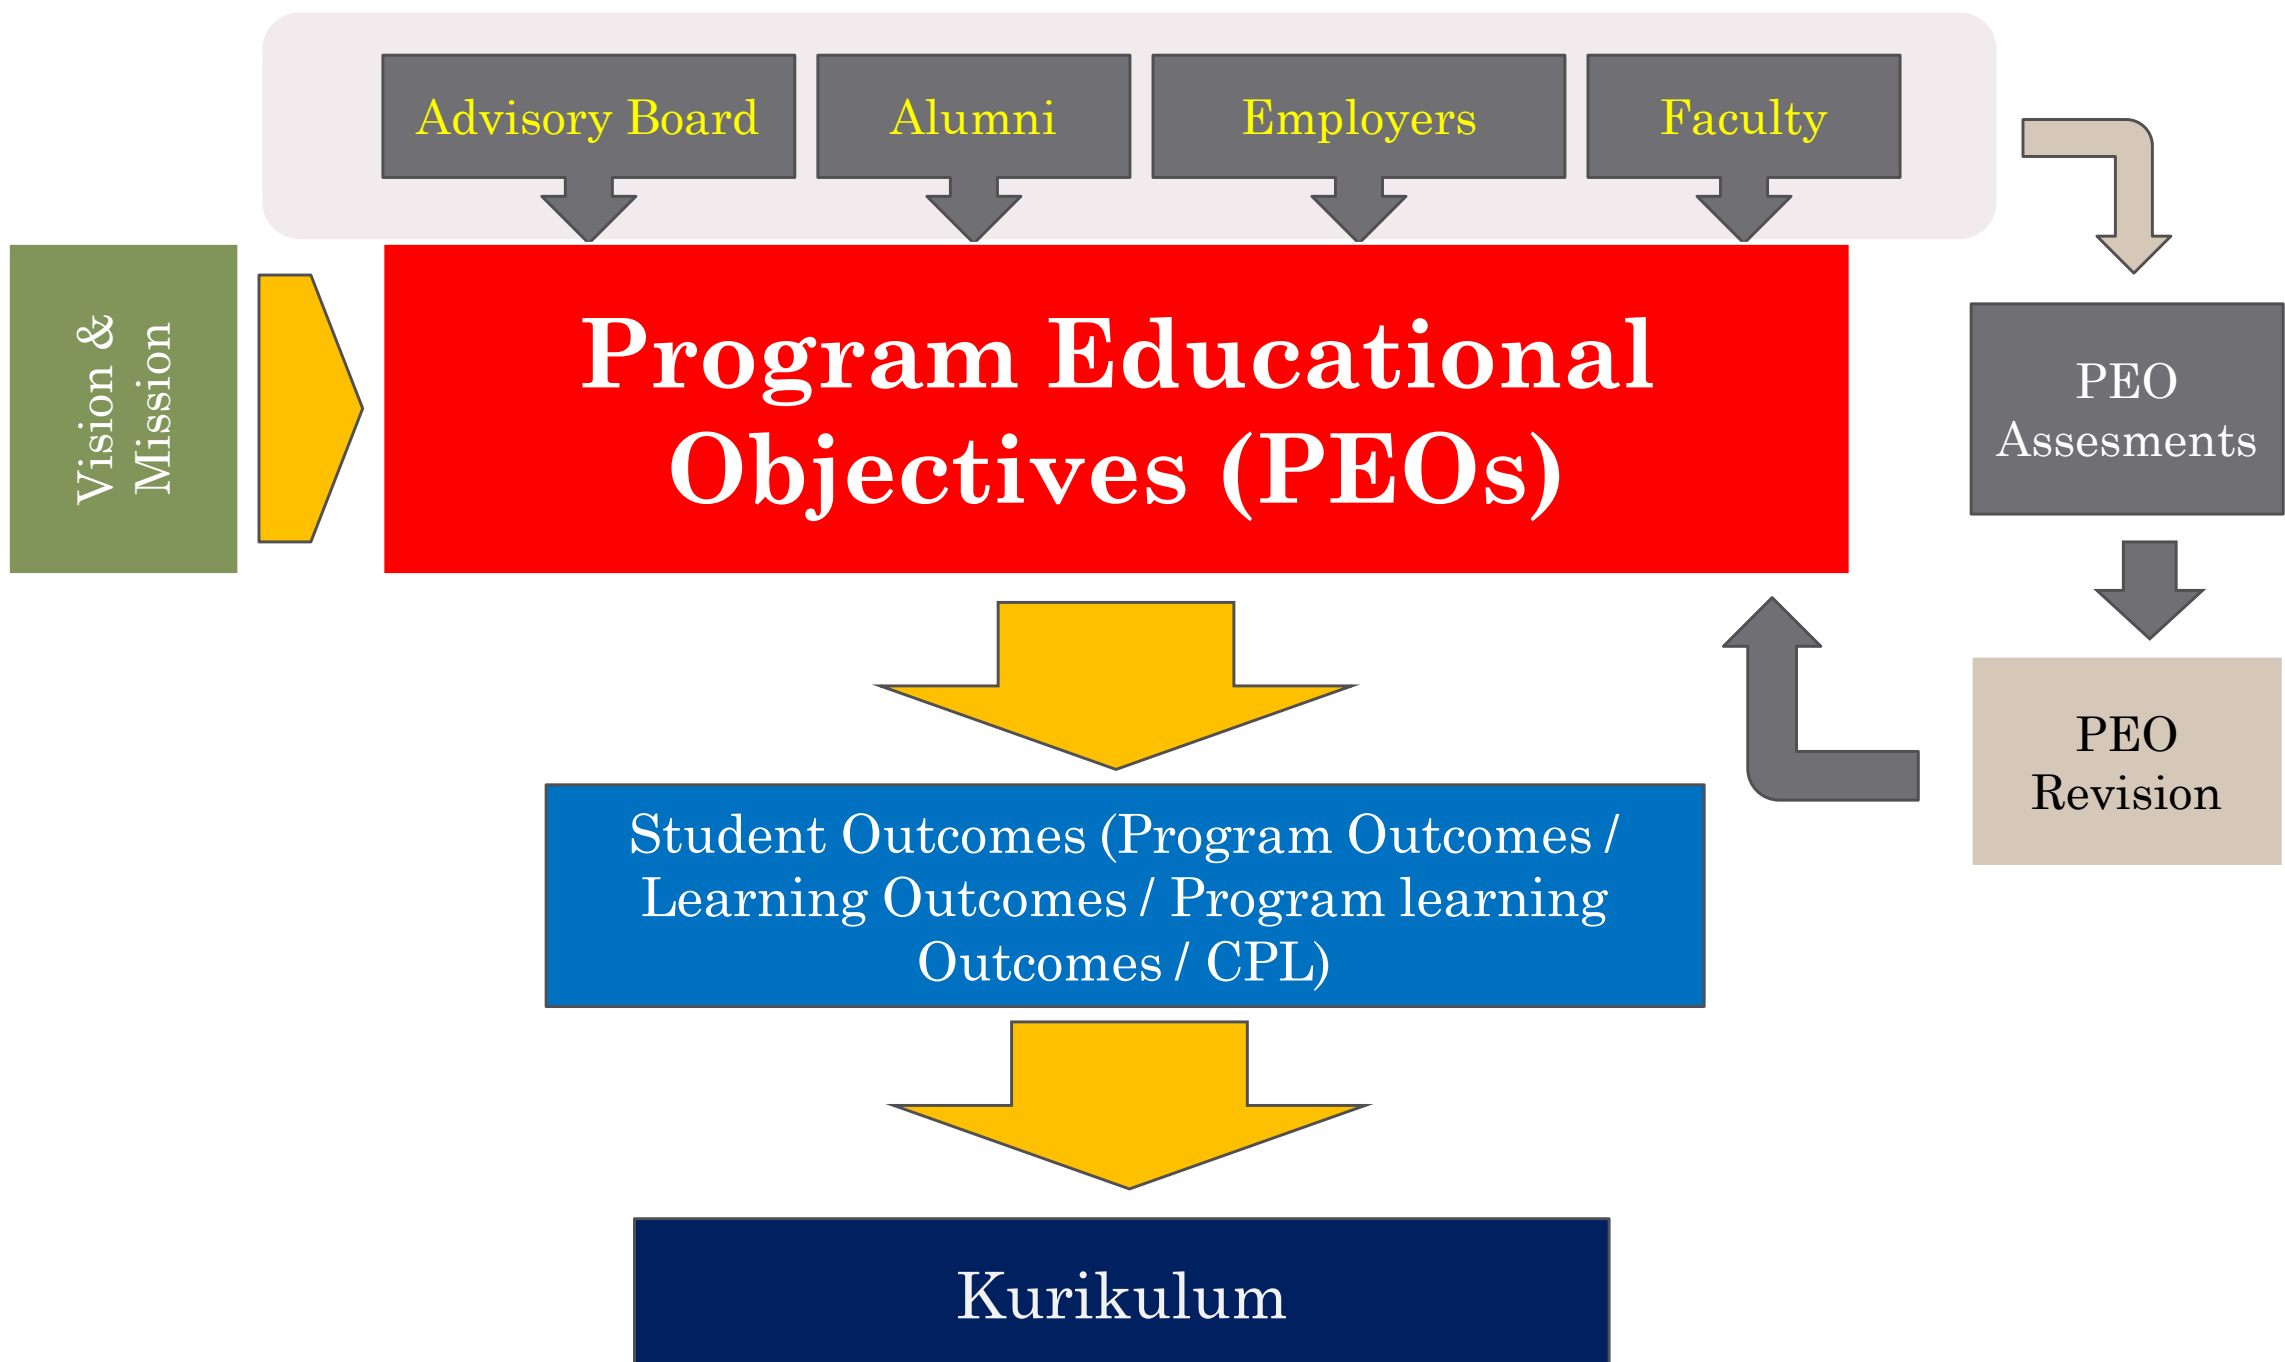 Advisory Board
Alumni
Employers
Faculty
Vision &
Mission
Program Educational
Objectives (PEOs)
PEO
Assesments
PEO
Revision
Student Outcomes (Program Outcomes /
Learning Outcomes / Program learning
Outcomes / CPL)
Kurikulum